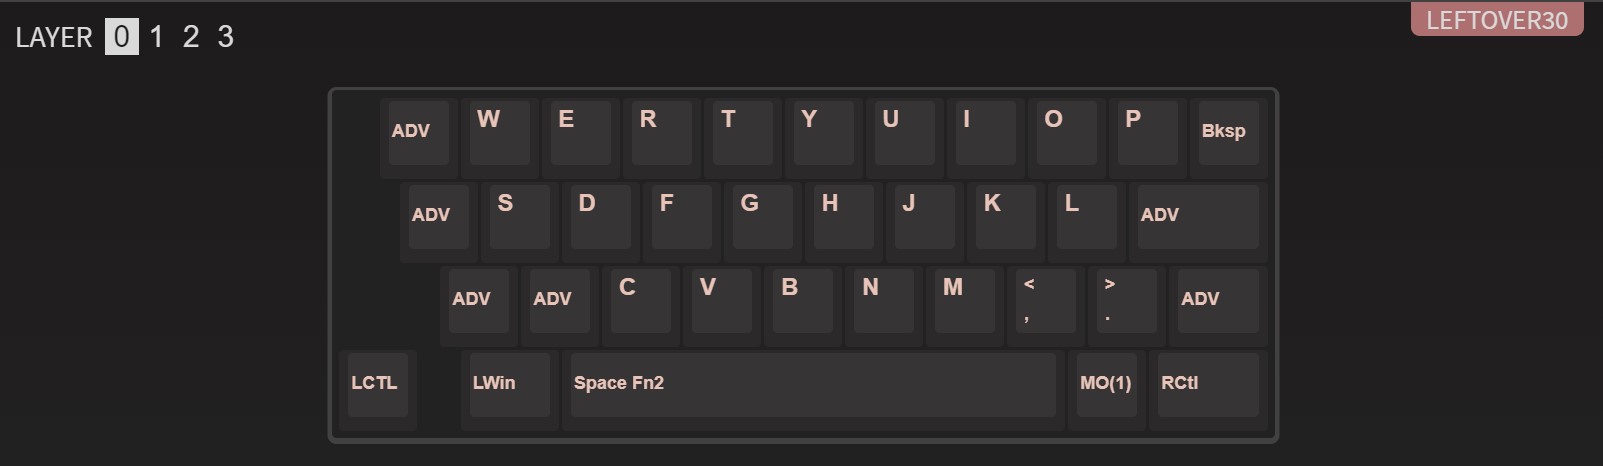 LAYER 0 1 2 3
LEFTOVER30
ADV W E R T Y U I O P Bksp
ADV S D F G H J K L ADV
ADV ADV C V B N M < > ADV
, .
LCTL LWin Space Fn2 MO(1) RCtl